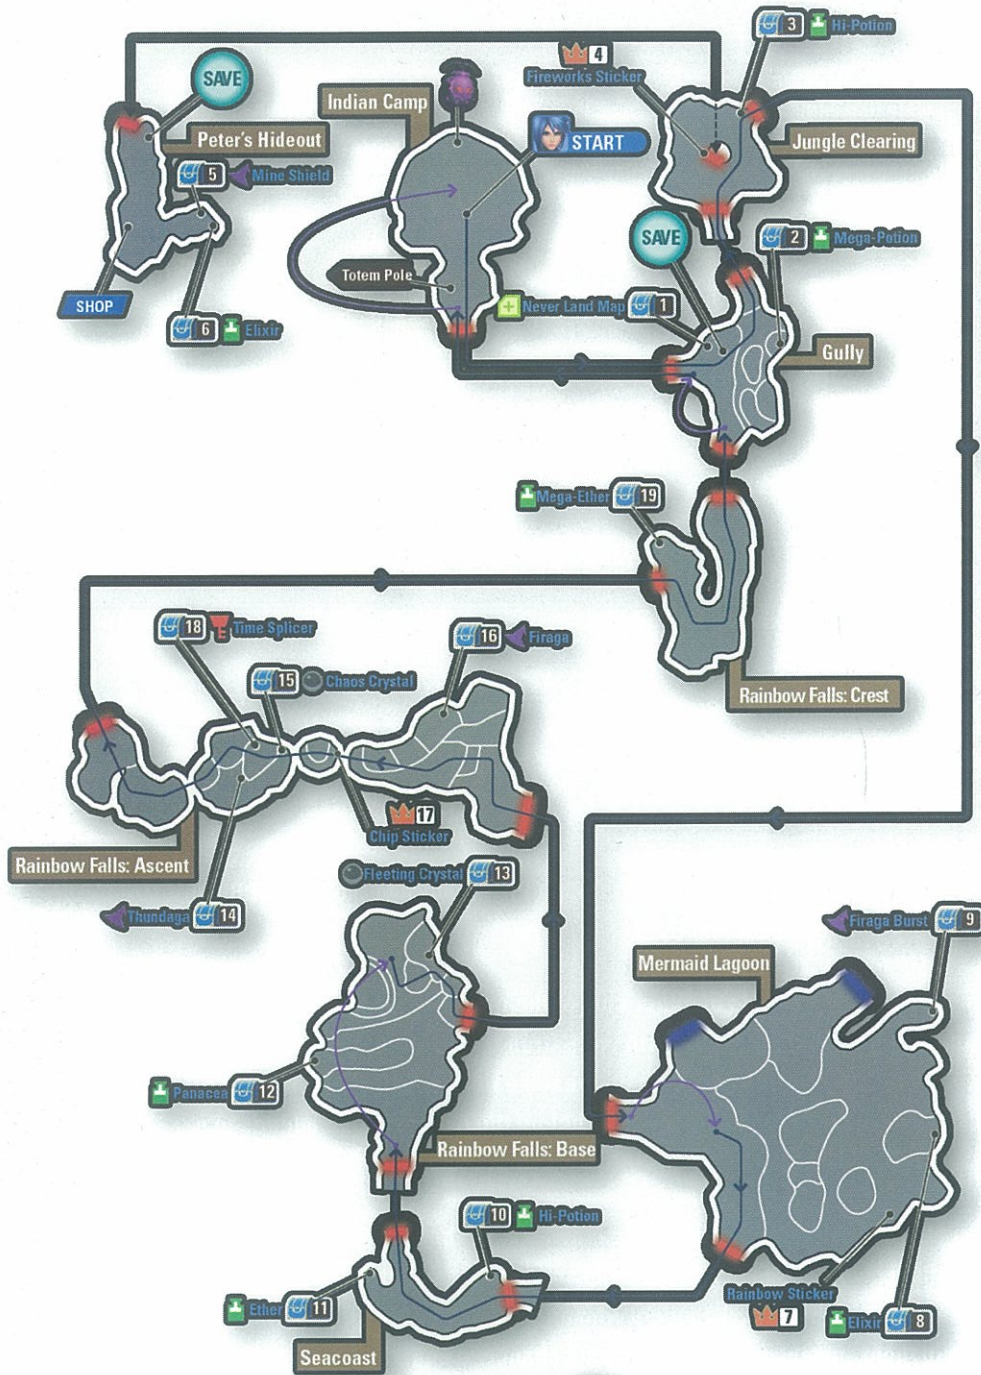 3 Hi-Potion
4
Fireworks Sticker
SAVE
Indian Camp
Peter's Hideout
START
Jungle Clearing
5 Mine Shield
SAVE
2 Mega-Potion
Totem Pole
SHOP
Never Land Map 1
6 Elixir
Gully
Mega-Ether 19
18 E Time Splicer
16 Firaga
15 Chaos Crystal
Rainbow Falls: Crest
17
Chip Sticker
Rainbow Falls: Ascent
Fleeting Crystal 13
Thundaga 14
Firaga Burst 9
Mermaid Lagoon
Panacea 12
Rainbow Falls: Base
10 Hi-Potion
Rainbow Sticker
7
Ether 11
Elixir 8
Seacoast